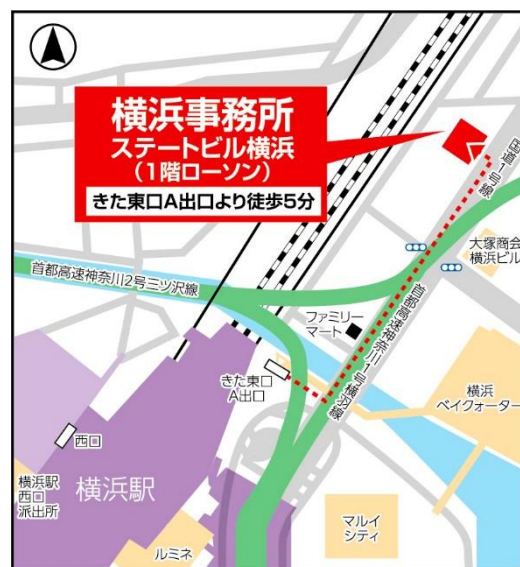 横浜事務所
ステートビル横浜
(1階ローソン)
きた東口A出口より徒歩5分
国道1号線
大塚商会
横浜ビル
首都高速神奈川2号三ツ沢線
ファミリー
マート
首都高速神奈川1号横羽線
きた東口
A出口
横浜
ベイクォーター
西口
横浜駅
横浜駅
西口
派出所
マルイ
シティ
ルミネ